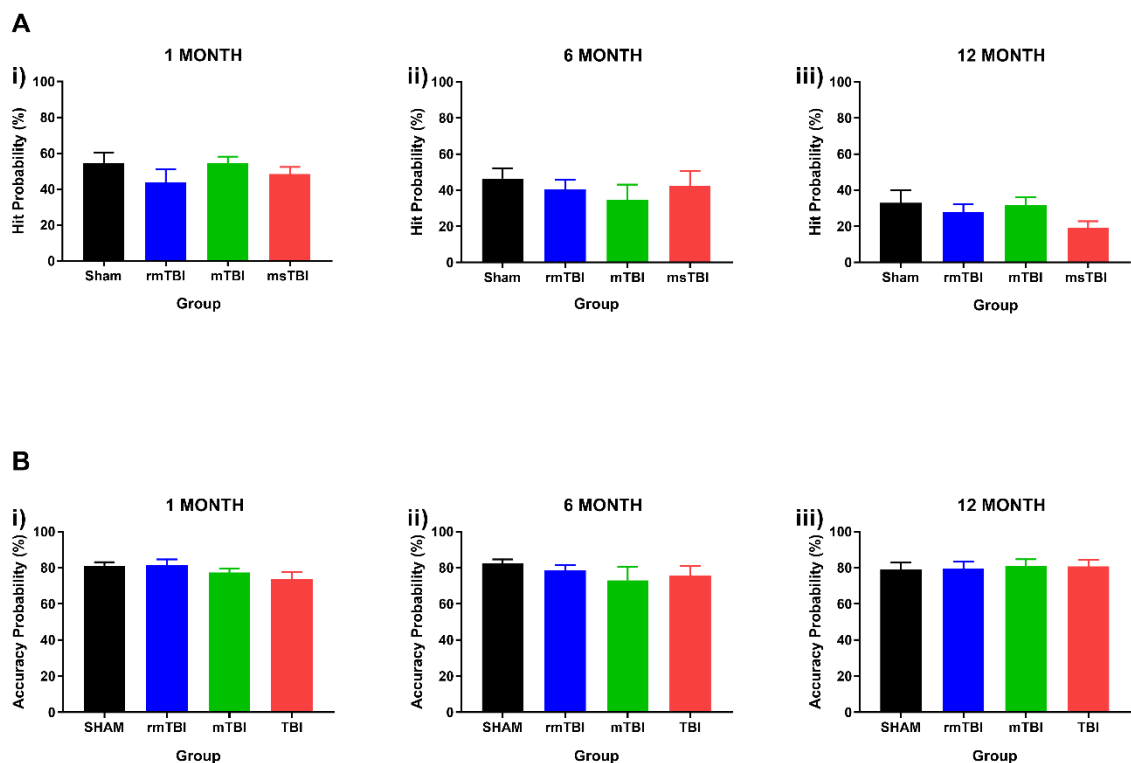 A
1 MONTH
6 MONTH
12 MONTH
i)
ii)
iii)
Hit Probability (%)
100
80
60
40
20
0
Sham rmTBI mTBI msTBI
Group
Hit Probability (%)
100
80
60
40
20
0
Sham rmTBI mTBI msTBI
Group
Hit Probability (%)
100
80
60
40
20
0
Sham rmTBI mTBI msTBI
Group
B
1 MONTH
6 MONTH
12 MONTH
i)
ii)
iii)
Accuracy Probability (%)
100
80
60
40
20
0
SHAM rmTBI mTBI TBI
Group
Accuracy Probability (%)
100
80
60
40
20
0
SHAM rmTBI mTBI TBI
Group
Accuracy Probability (%)
100
80
60
40
20
0
SHAM rmTBI mTBI TBI
Group